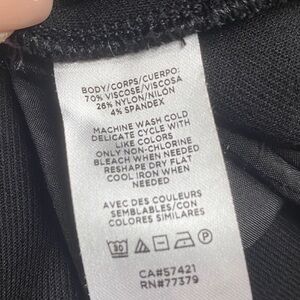 BODY/CORPS/CUERPO:
70% VISCOSE/VISCOSA
26% NYLON/NILON
4% SPANDEX
MACHINE WASH COLD
DELICATE CYCLE WITH
LIKE COLORS
ONLY NON-CHLORINE
BLEACH WHEN NEEDED
RESHAPE DRY FLAT
COOL IRON WHEN
NEEDED
AVEC DES COULEURS
SEMBLABLES/CON
COLORES SIMILARES
30 P
CA#57421
RN#77379